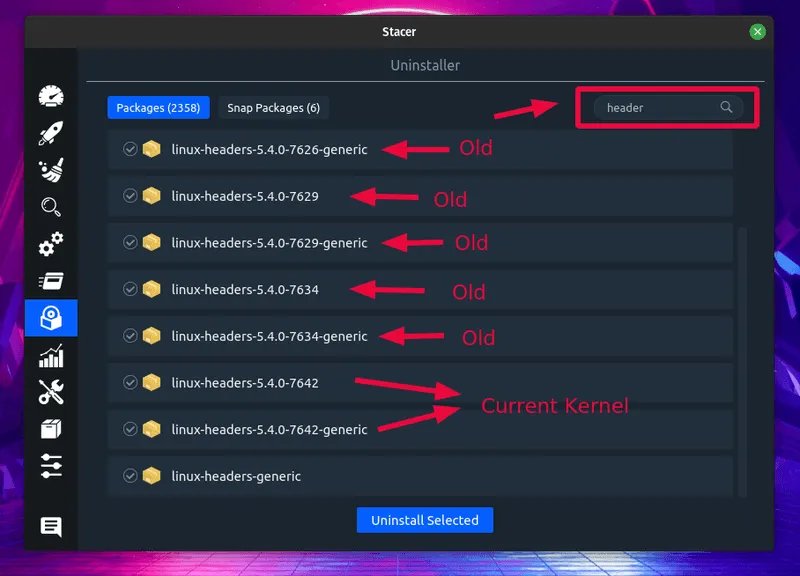 Stacer
Uninstaller
Packages (2358) Snap Packages (6) header
linux-headers-5.4.0-7626-generic Old
linux-headers-5.4.0-7629 Old
linux-headers-5.4.0-7629-generic Old
linux-headers-5.4.0-7634 Old
linux-headers-5.4.0-7634-generic Old
linux-headers-5.4.0-7642
Current Kernel
linux-headers-5.4.0-7642-generic
linux-headers-generic
Uninstall Selected